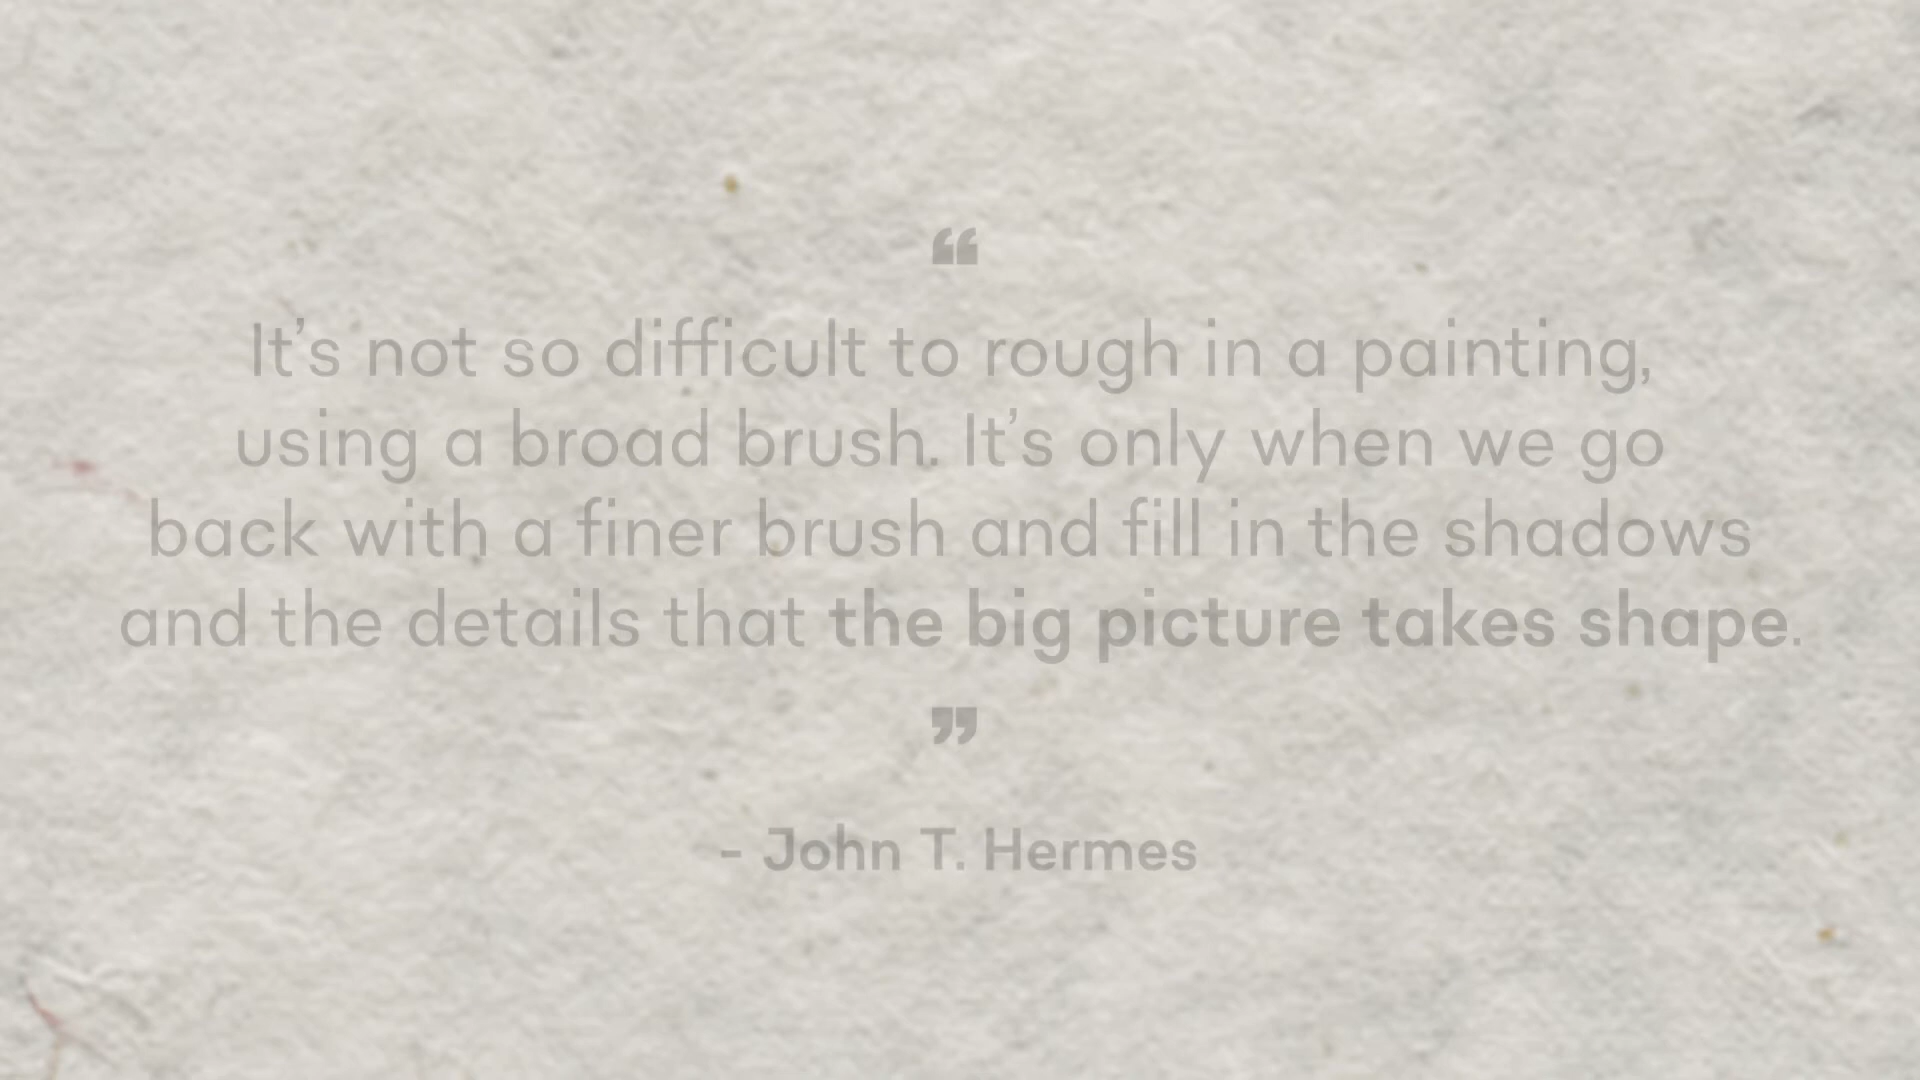 “
It’s not so difficult to rough in a painting,
using a broad brush. It’s only when we go
back with a finer brush and fill in the shadows
and the details that the big picture takes shape.
”
- John T. Hermes